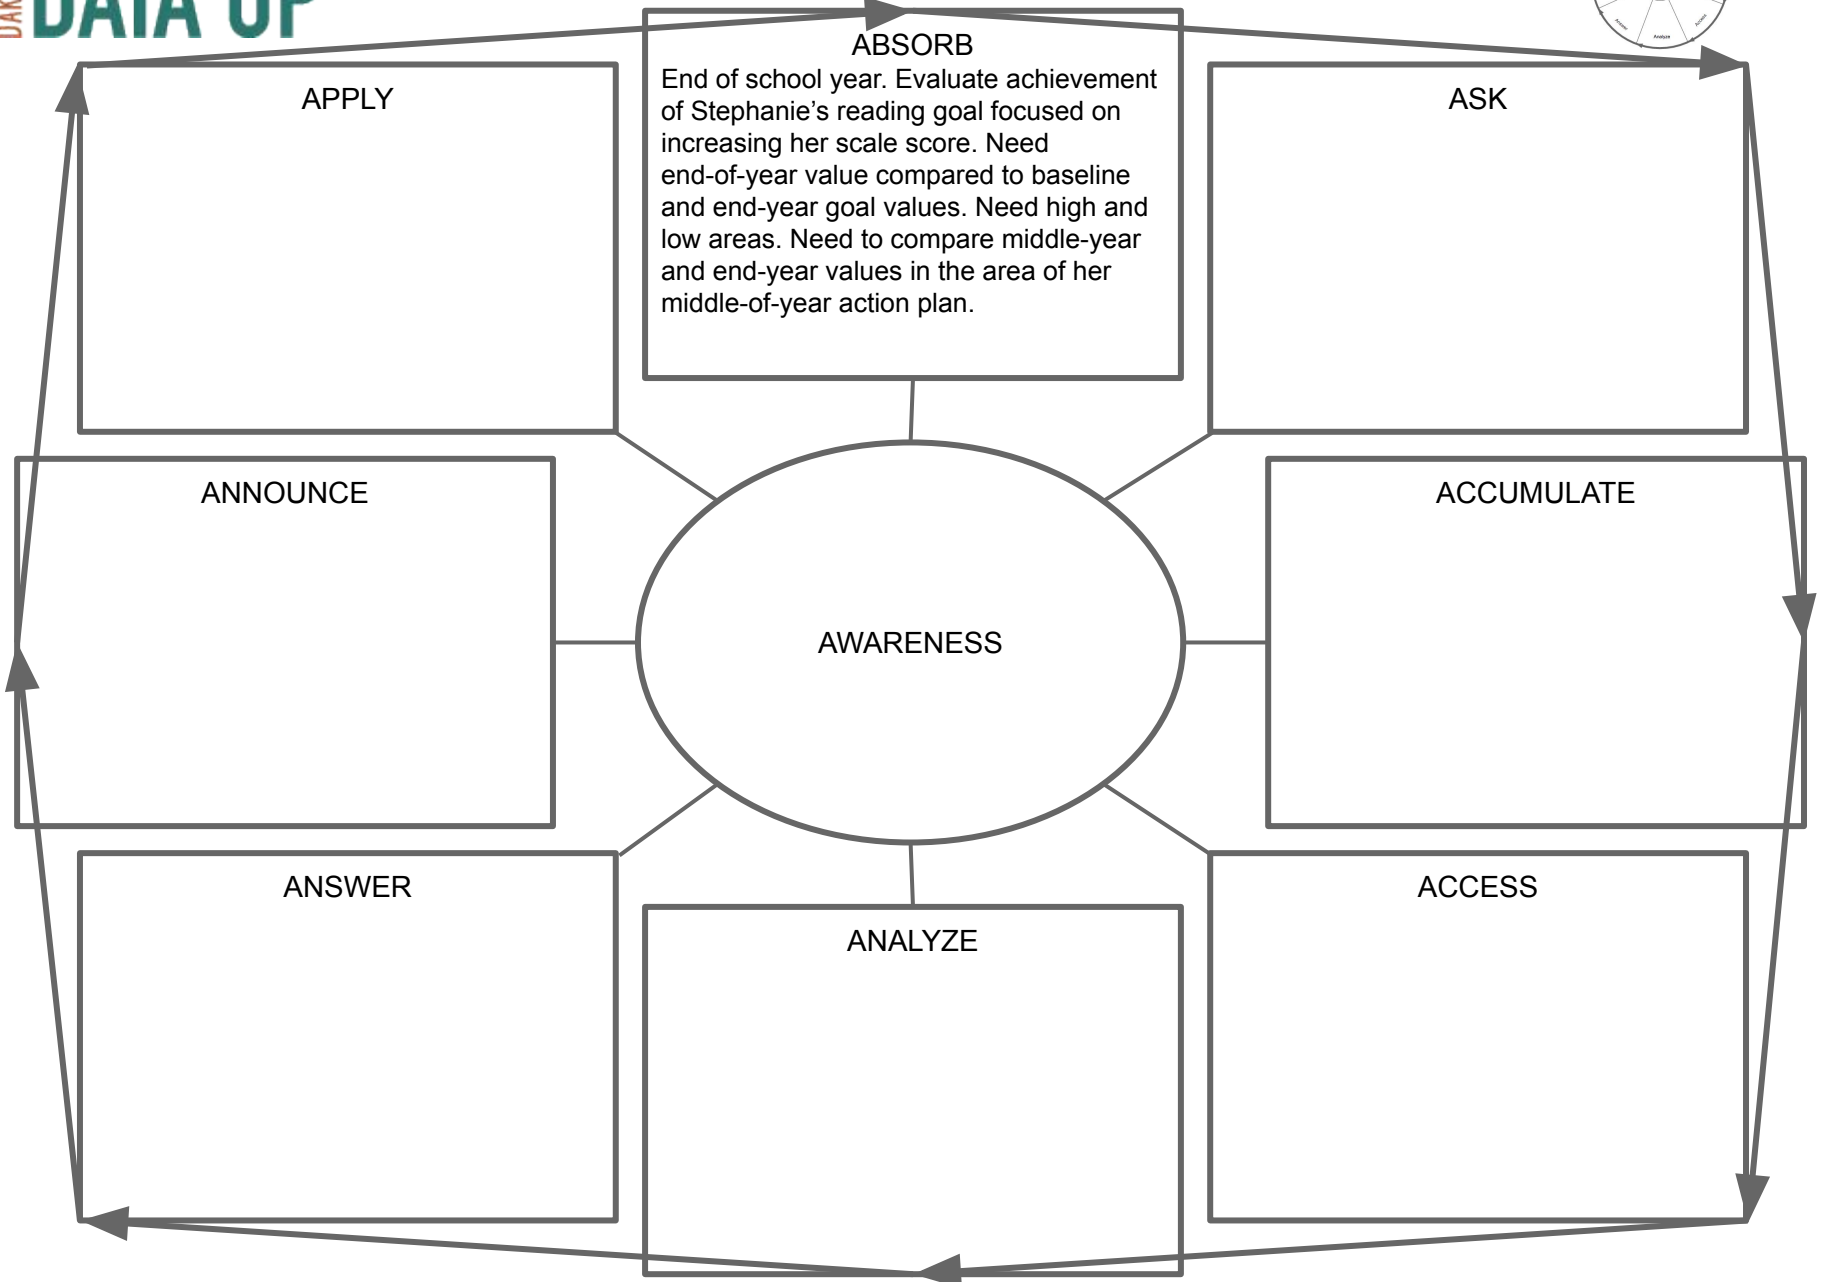 DATA UP
ABSORB
End of school year. Evaluate achievement
of Stephanie’s reading goal focused on
increasing her scale score. Need
end-of-year value compared to baseline
and end-year goal values. Need high and
low areas. Need to compare middle-year
and end-year values in the area of her
middle-of-year action plan.
APPLY
ASK
ANNOUNCE
ACCUMULATE
AWARENESS
ANSWER
ANALYZE
ACCESS
Answer
Analyze
Access